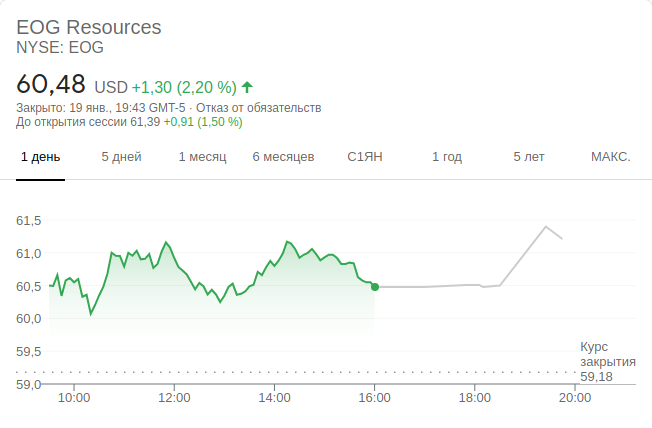 EOG Resources
NYSE: EOG
60,48 USD +1,30 (2,20 %)
Закрыто: 19 янв., 19:43 GMT-5 · Отказ от обязательств
До открытия сессии 61,39 +0,91 (1,50 %)
1 день 5 дней 1 месяц 6 месяцев С1ЯН 1 год 5 лет МАКС.
61,5
61,0
60,5
60,0
59,5
59,0
Курс
закрытия
59,18
10:00 12:00 14:00 16:00 18:00 20:00